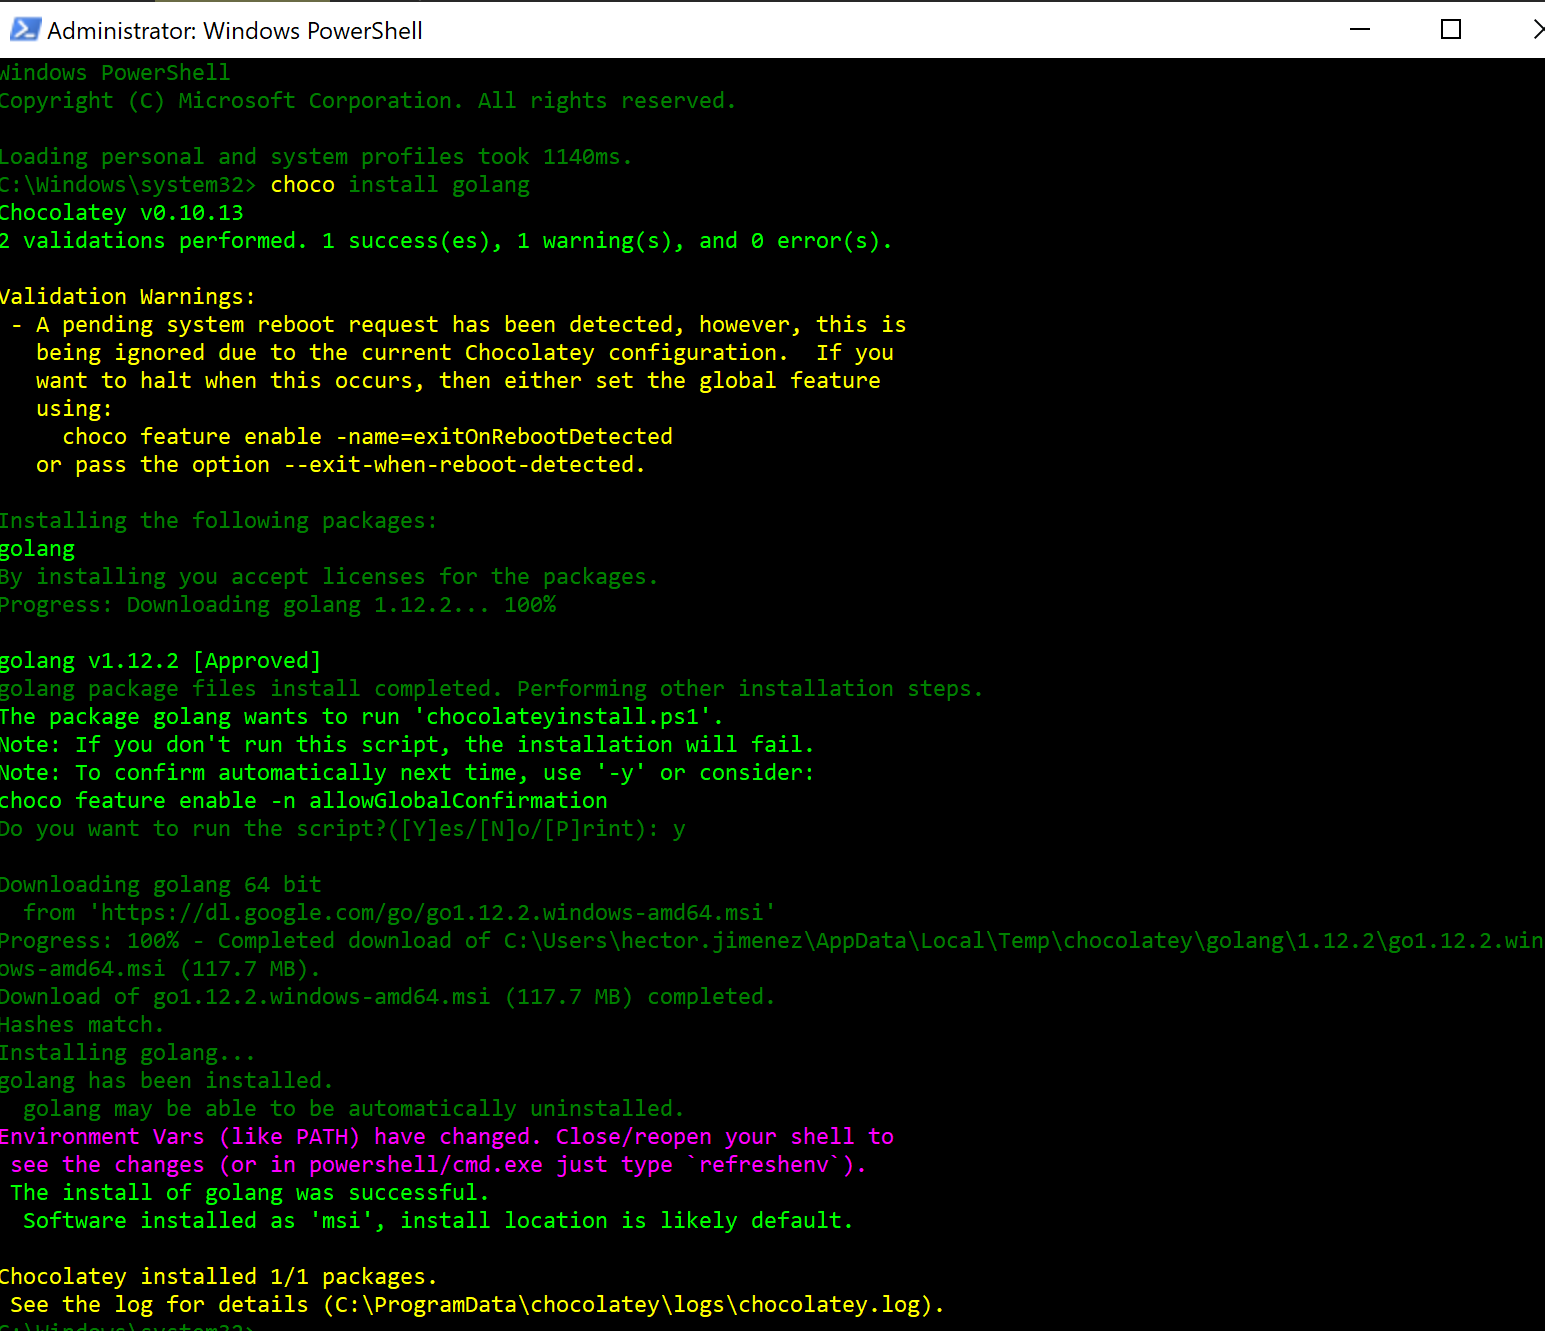 Administrator: Windows PowerShell
Windows PowerShell
Copyright (C) Microsoft Corporation. All rights reserved.
Loading personal and system profiles took 1140ms.
C:\Windows\system32> choco install golang
Chocolatey v0.10.13
2 validations performed. 1 success(es), 1 warning(s), and 0 error(s).
Validation Warnings:
 - A pending system reboot request has been detected, however, this is
   being ignored due to the current Chocolatey configuration.  If you
   want to halt when this occurs, then either set the global feature
   using:
     choco feature enable -name=exitOnRebootDetected
   or pass the option --exit-when-reboot-detected.
Installing the following packages:
golang
By installing you accept licenses for the packages.
Progress: Downloading golang 1.12.2... 100%
golang v1.12.2 [Approved]
golang package files install completed. Performing other installation steps.
The package golang wants to run 'chocolateyinstall.ps1'.
Note: If you don't run this script, the installation will fail.
Note: To confirm automatically next time, use '-y' or consider:
choco feature enable -n allowGlobalConfirmation
Do you want to run the script?([Y]es/[N]o/[P]rint): y
Downloading golang 64 bit
  from 'https://dl.google.com/go/go1.12.2.windows-amd64.msi'
Progress: 100% - Completed download of C:\Users\hector.jimenez\AppData\Local\Temp\chocolatey\golang\1.12.2\go1.12.2.win
ows-amd64.msi (117.7 MB).
Download of go1.12.2.windows-amd64.msi (117.7 MB) completed.
Hashes match.
Installing golang...
golang has been installed.
  golang may be able to be automatically uninstalled.
Environment Vars (like PATH) have changed. Close/reopen your shell to
 see the changes (or in powershell/cmd.exe just type `refreshenv`).
 The install of golang was successful.
  Software installed as 'msi', install location is likely default.
Chocolatey installed 1/1 packages.
 See the log for details (C:\ProgramData\chocolatey\logs\chocolatey.log).
C:\Windows\system32>